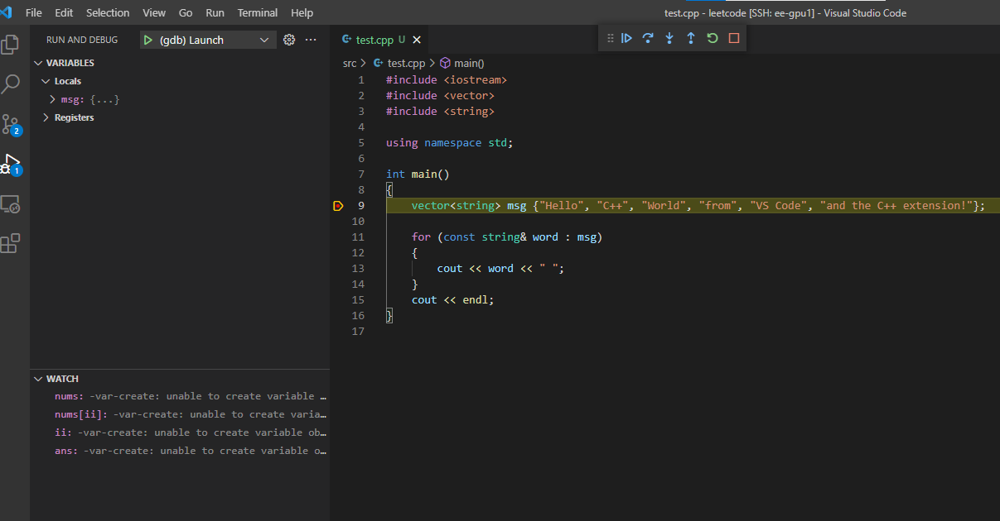 File Edit Selection View Go Run Terminal Help
test.cpp - leetcode [SSH: ee-gpu1] - Visual Studio Code
RUN AND DEBUG
(gdb) Launch
test.cpp U
VARIABLES
Locals
msg: {...}
Registers
2
1
src > test.cpp > main()
1 #include <iostream>
2 #include <vector>
3 #include <string>
4
5 using namespace std;
6
7 int main()
8 {
9 vector<string> msg {"Hello", "C++", "World", "from", "VS Code", "and the C++ extension!"};
10
11 for (const string& word : msg)
12 {
13 cout << word << " ";
14 }
15 cout << endl;
16 }
17
WATCH
nums: -var-create: unable to create variable …
nums[ii]: -var-create: unable to create varia…
ii: -var-create: unable to create variable ob…
ans: -var-create: unable to create variable o…